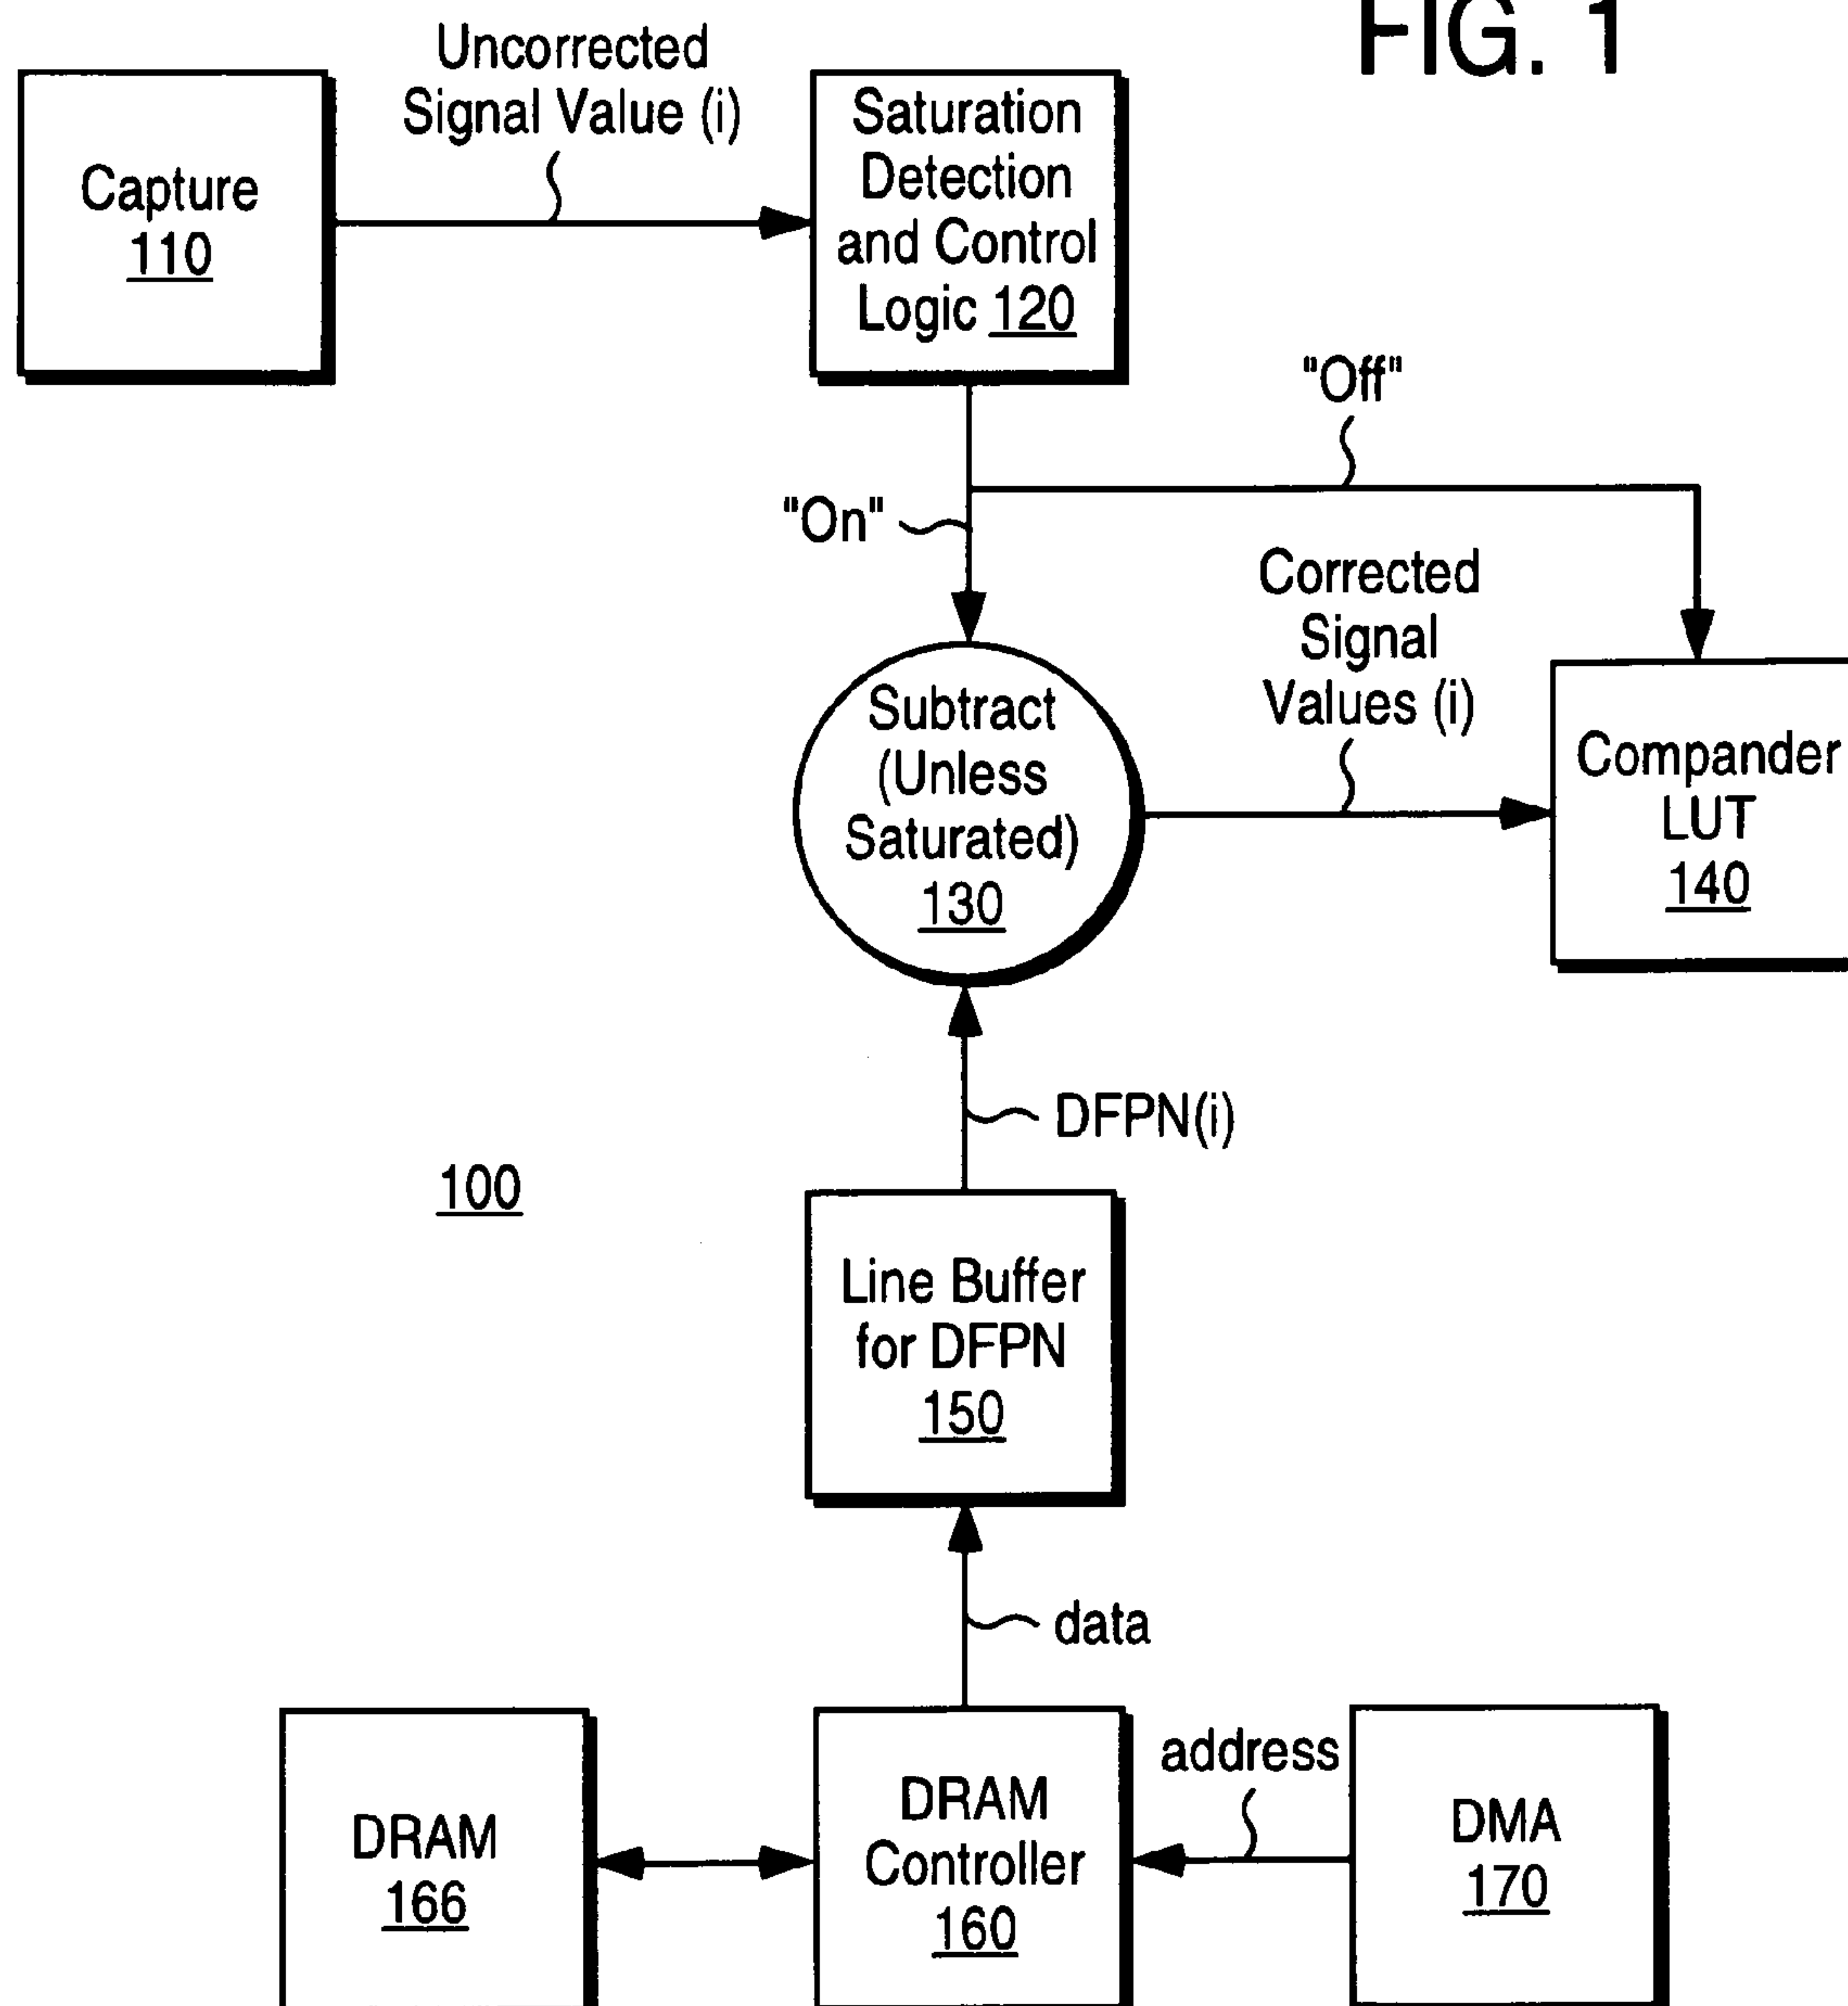 FIG. 1
Uncorrected
Signal Value (i)
Capture
110
Saturation
Detection
and Control
Logic 120
"Off"
"On"
Corrected
Signal
Values (i)
Subtract
(Unless
Saturated)
130
Compander
LUT
140
DFPN(i)
100
Line Buffer
for DFPN
150
data
address
DRAM
166
DRAM
Controller
160
DMA
170